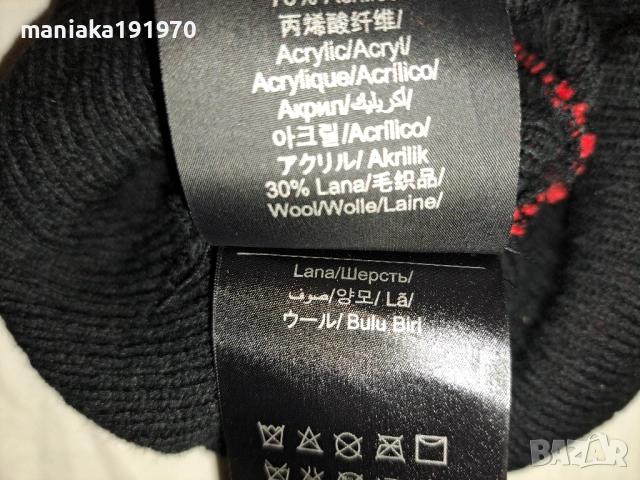 maniaka191970
丙烯酸纤维/
Acrylic/Acryl/
Acrylique/Acrílico/
Акрил/أكريليك/
아크릴/Acrílico/
アクリル/ Akrilik
30% Lana/毛织品/
Wool/Wolle/Laine/
Lana/Шерсть/
صوف/양모/ Lã/
ウール/ Bulu Biri
BAZAR